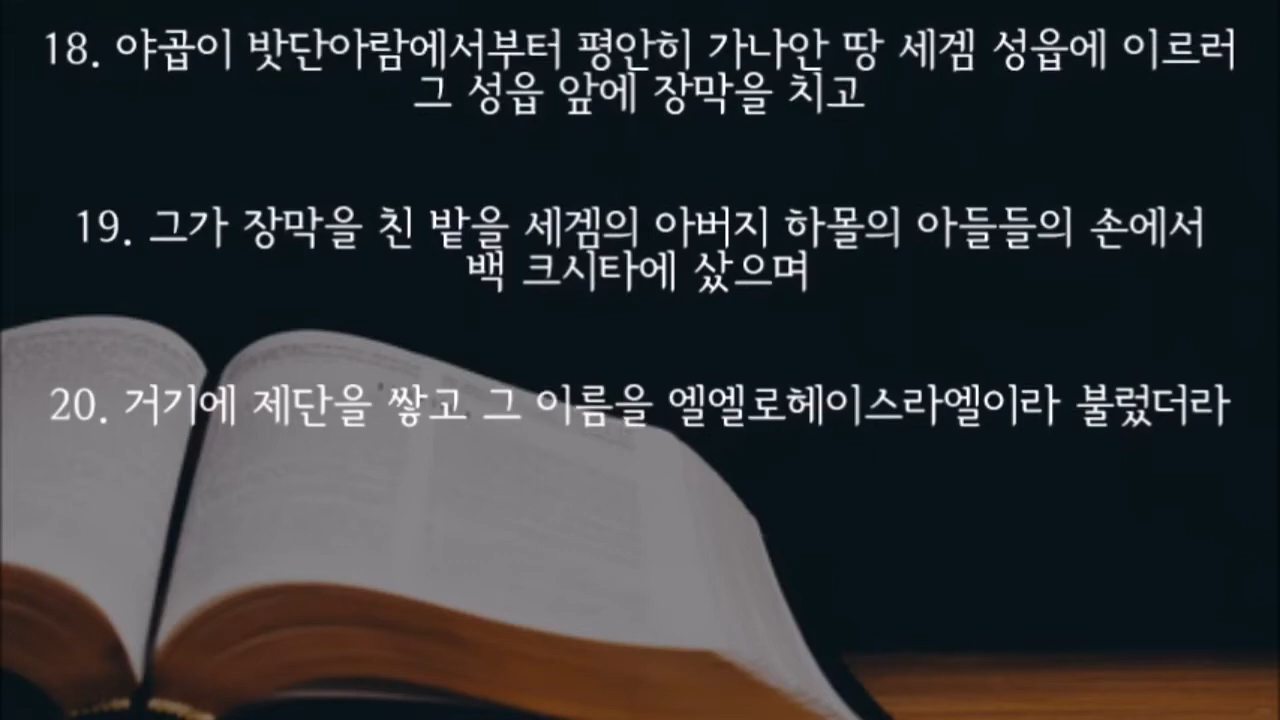 18. 야곱이 밧단아람에서부터 평안히 가나안 땅 세겜 성읍에 이르러
그 성읍 앞에 장막을 치고
19. 그가 장막을 친 밭을 세겜의 아버지 하몰의 아들들의 손에서
백 크시타에 샀으며
20. 거기에 제단을 쌓고 그 이름을 엘엘로헤이스라엘이라 불렀더라